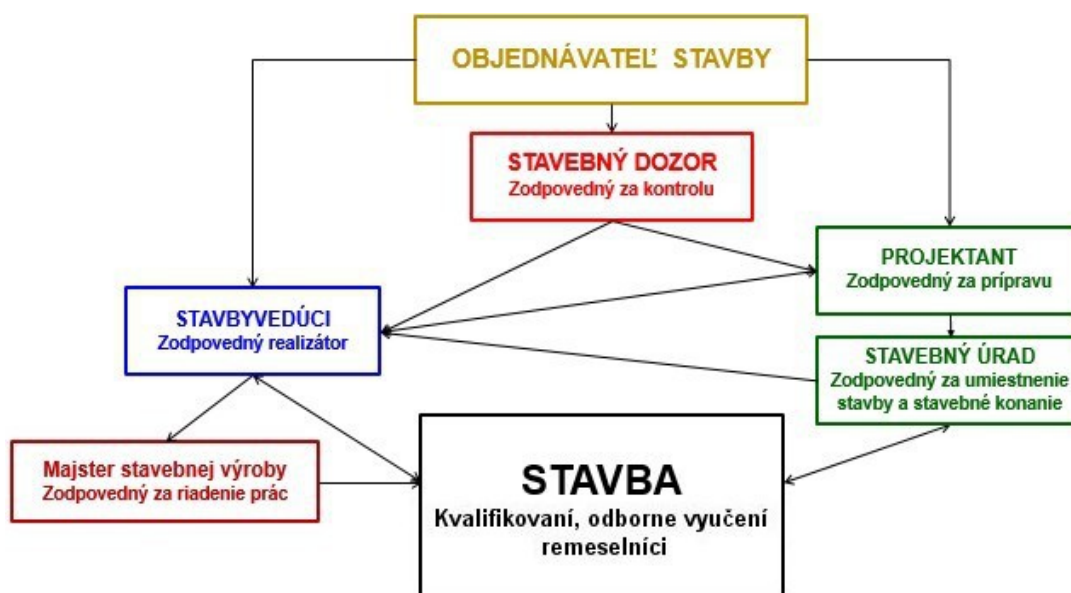 OBJEDNÁVATEĽ STAVBY
STAVEBNÝ DOZOR
Zodpovedný za kontrolu
PROJEKTANT
Zodpovedný za prípravu
STAVBYVEDÚCI
Zodpovedný realizátor
STAVEBNÝ ÚRAD
Zodpovedný za umiestnenie
stavby a stavebné konanie
Majster stavebnej výroby
Zodpovedný za riadenie prác
STAVBA
Kvalifikovaní, odborne vyučení
remeselníci